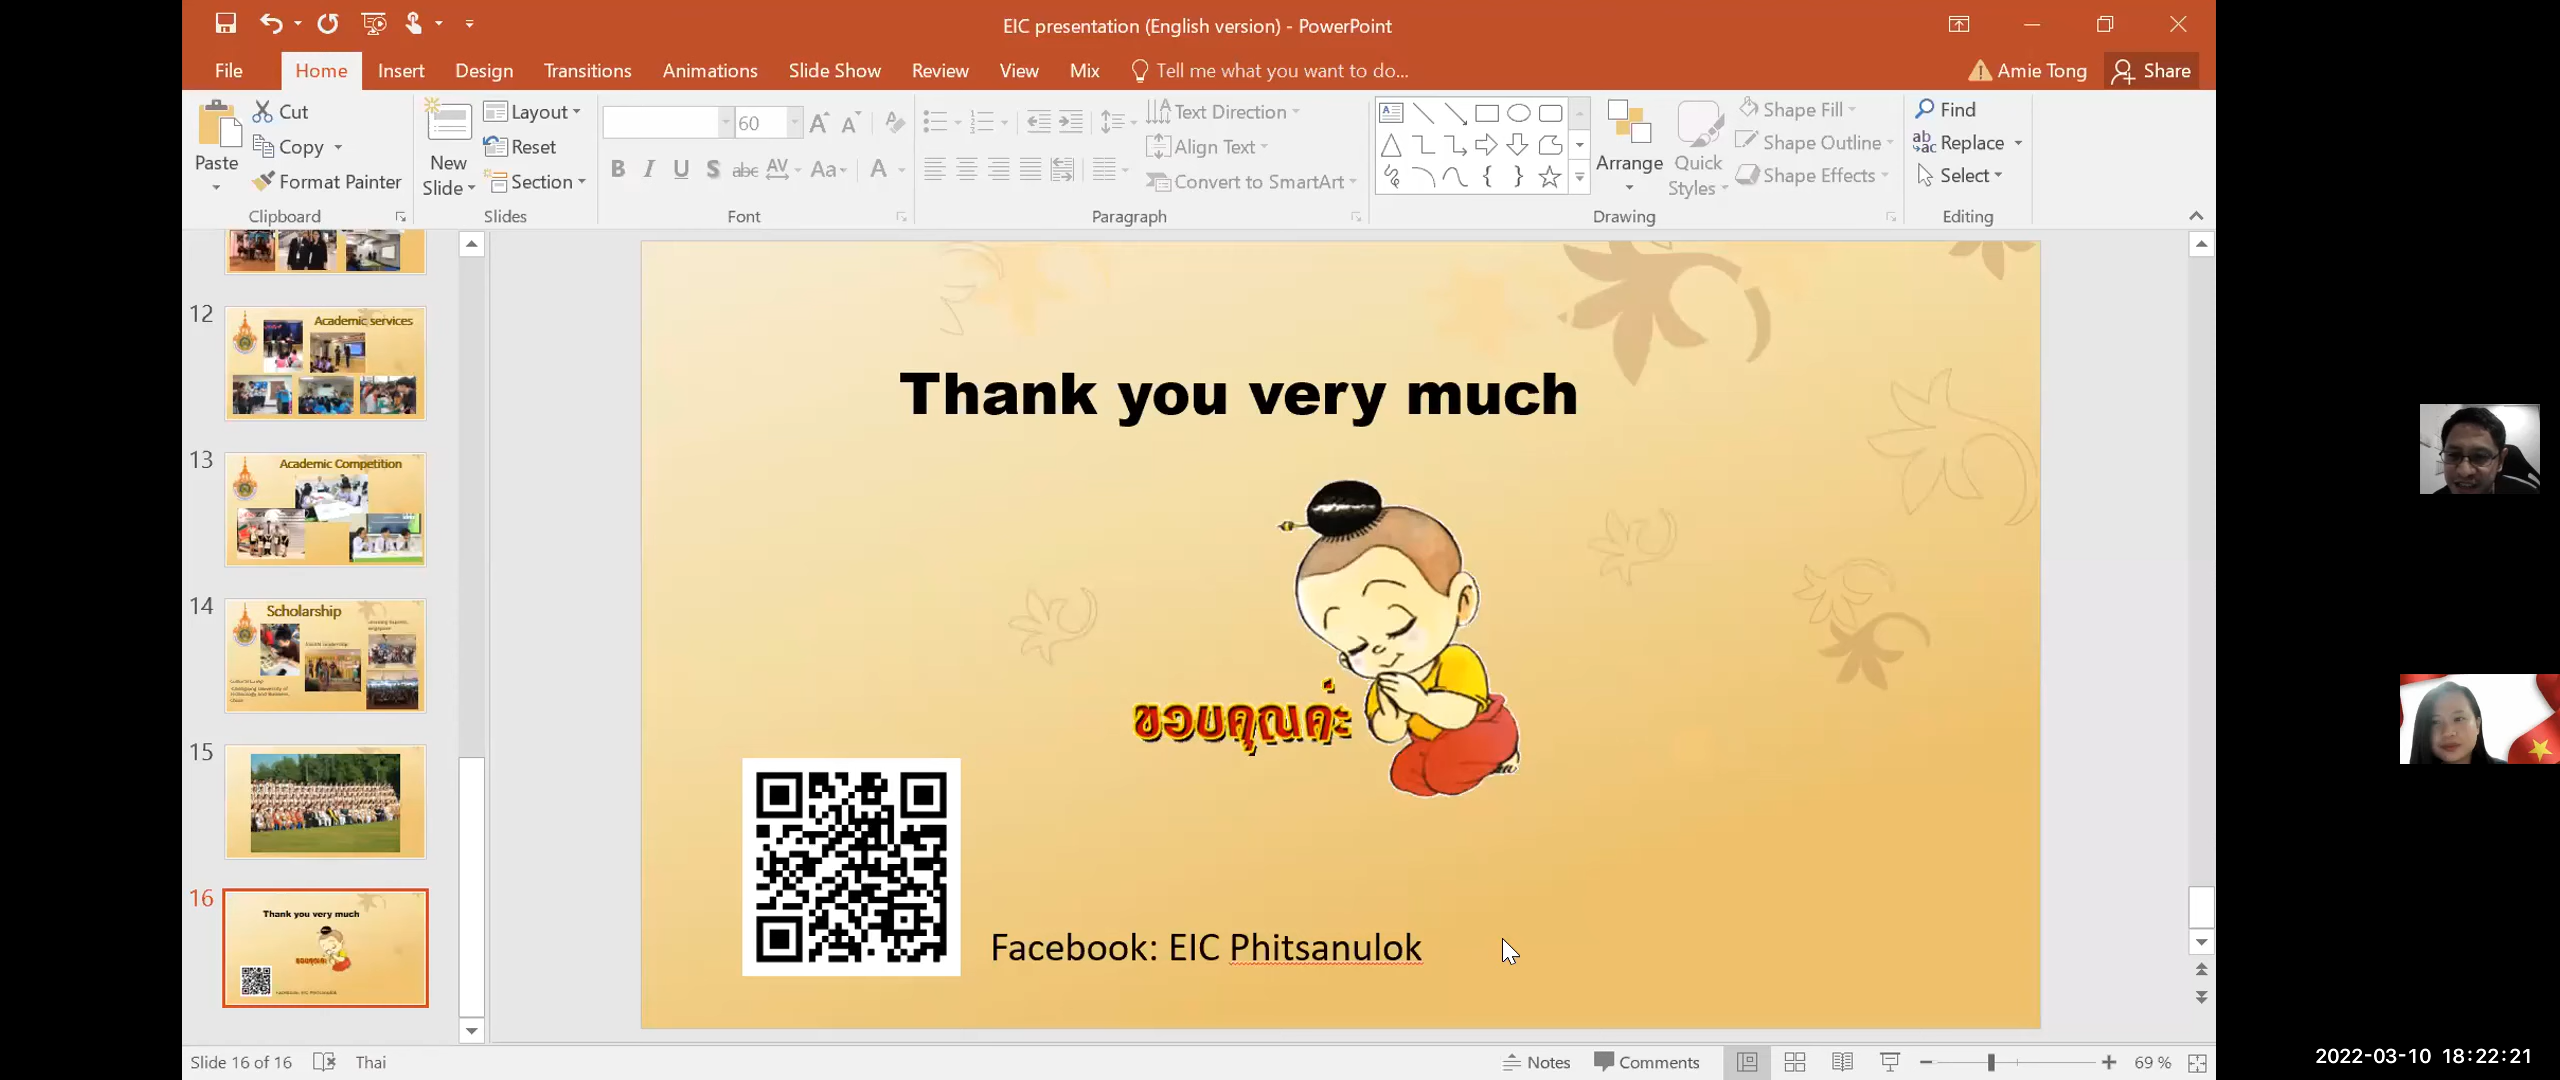 EIC presentation (English version) - PowerPoint
File Home Insert Design Transitions Animations Slide Show Review View Mix Tell me what you want to do... Amie Tong Share
Paste
Cut
Copy
Format Painter
Clipboard
New Slide
Layout
Reset
Section
Slides
60
B I U S abc AV Aa A
Font
Text Direction
Align Text
Convert to SmartArt
Paragraph
Arrange
Quick Styles
Shape Fill
Shape Outline
Shape Effects
Drawing
Find
Replace
Select
Editing
12
Academic services
13
Academic Competition
14
Scholarship
15
16
Thank you very much
Thank you very much
ขอบคุณค่ะ
Facebook: EIC Phitsanulok
Slide 16 of 16 Thai
Notes Comments 69 %
2022-03-10 18:22:21